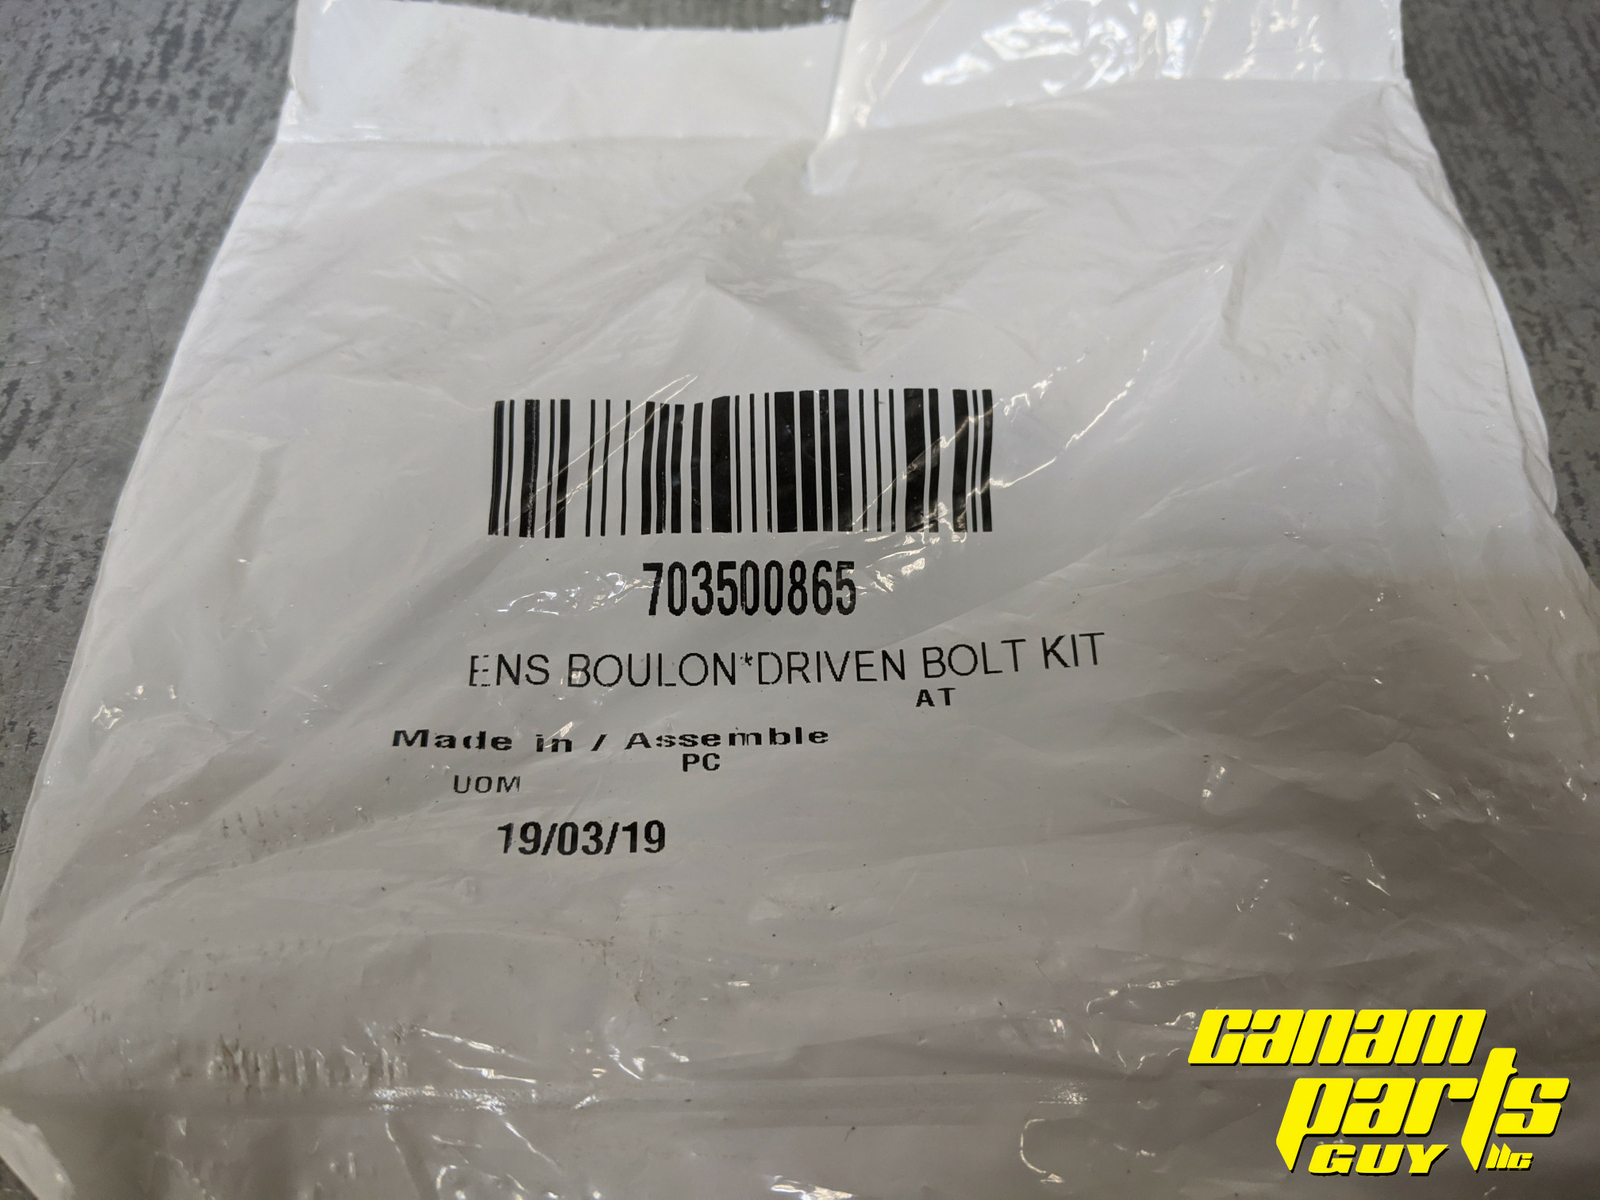 703500865
ENS BOULON*DRIVEN BOLT KIT
AT
Made in / Assemble
PC
UOM
19/03/19
canam
parts
GUY llc